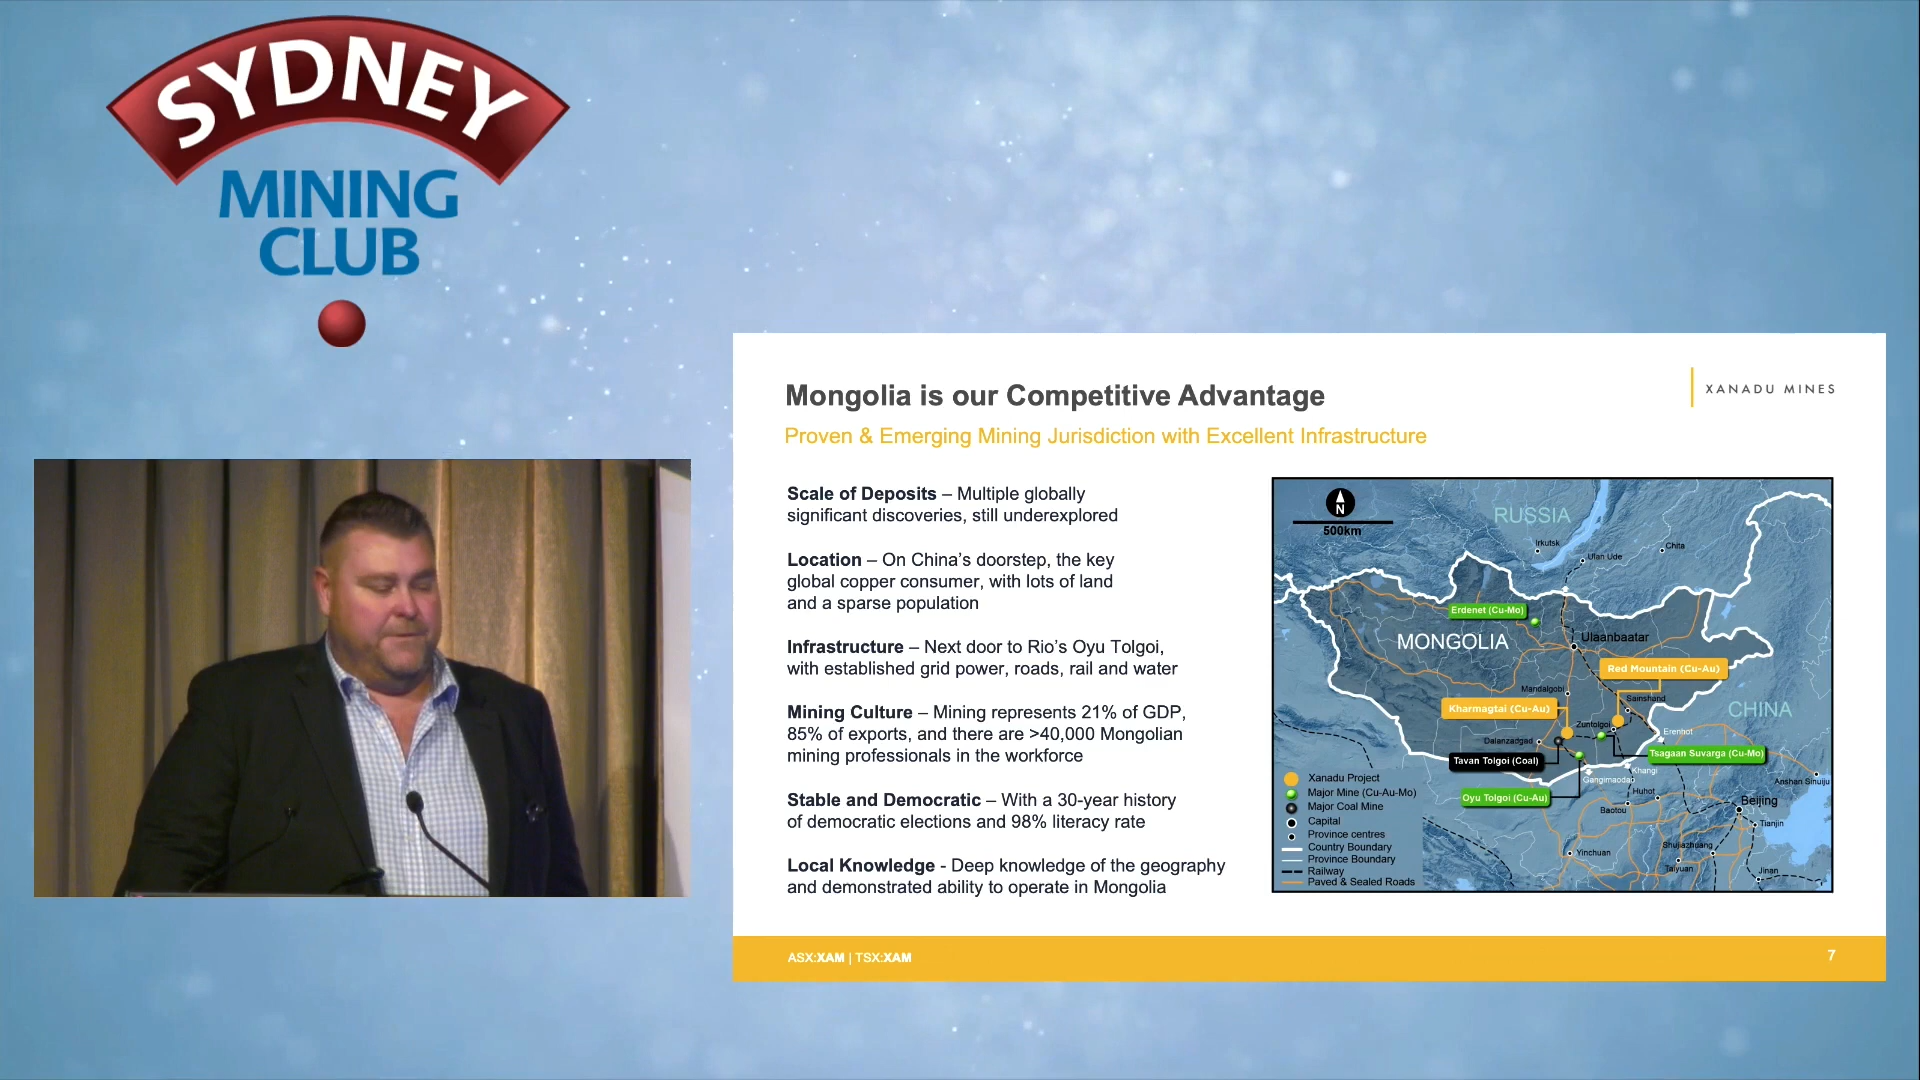 SYDNEY
MINING
CLUB
Mongolia is our Competitive Advantage
XANADU MINES
Proven & Emerging Mining Jurisdiction with Excellent Infrastructure
Scale of Deposits – Multiple globally
significant discoveries, still underexplored
Location – On China's doorstep, the key
global copper consumer, with lots of land
and a sparse population
Infrastructure – Next door to Rio's Oyu Tolgoi,
with established grid power, roads, rail and water
Mining Culture – Mining represents 21% of GDP,
85% of exports, and there are >40,000 Mongolian
mining professionals in the workforce
Stable and Democratic – With a 30-year history
of democratic elections and 98% literacy rate
Local Knowledge - Deep knowledge of the geography
and demonstrated ability to operate in Mongolia
N
500km
RUSSIA
Irkutsk
Ulan Ude
Chita
Erdenet (Cu-Mo)
MONGOLIA
Ulaanbaatar
Red Mountain (Cu-Au)
Mandalgobi
Sainshand
Kharmagtai (Cu-Au)
CHINA
Zuntolgoi
Erenhot
Dalanzadgad
Tavan Tolgoi (Coal)
Tsagaan Suvarga (Cu-Mo)
Khangi
Gangimaodao
Anshan Sinuiju
Oyu Tolgoi (Cu-Au)
Huhot
Baotou
Beijing
Tianjin
Shujiazhuang
Yinchuan
Taiyuan
Jinan
Xanadu Project
Major Mine (Cu-Au-Mo)
Major Coal Mine
Capital
Province centres
Country Boundary
Province Boundary
Railway
Paved & Sealed Roads
ASX:XAM | TSX:XAM
7